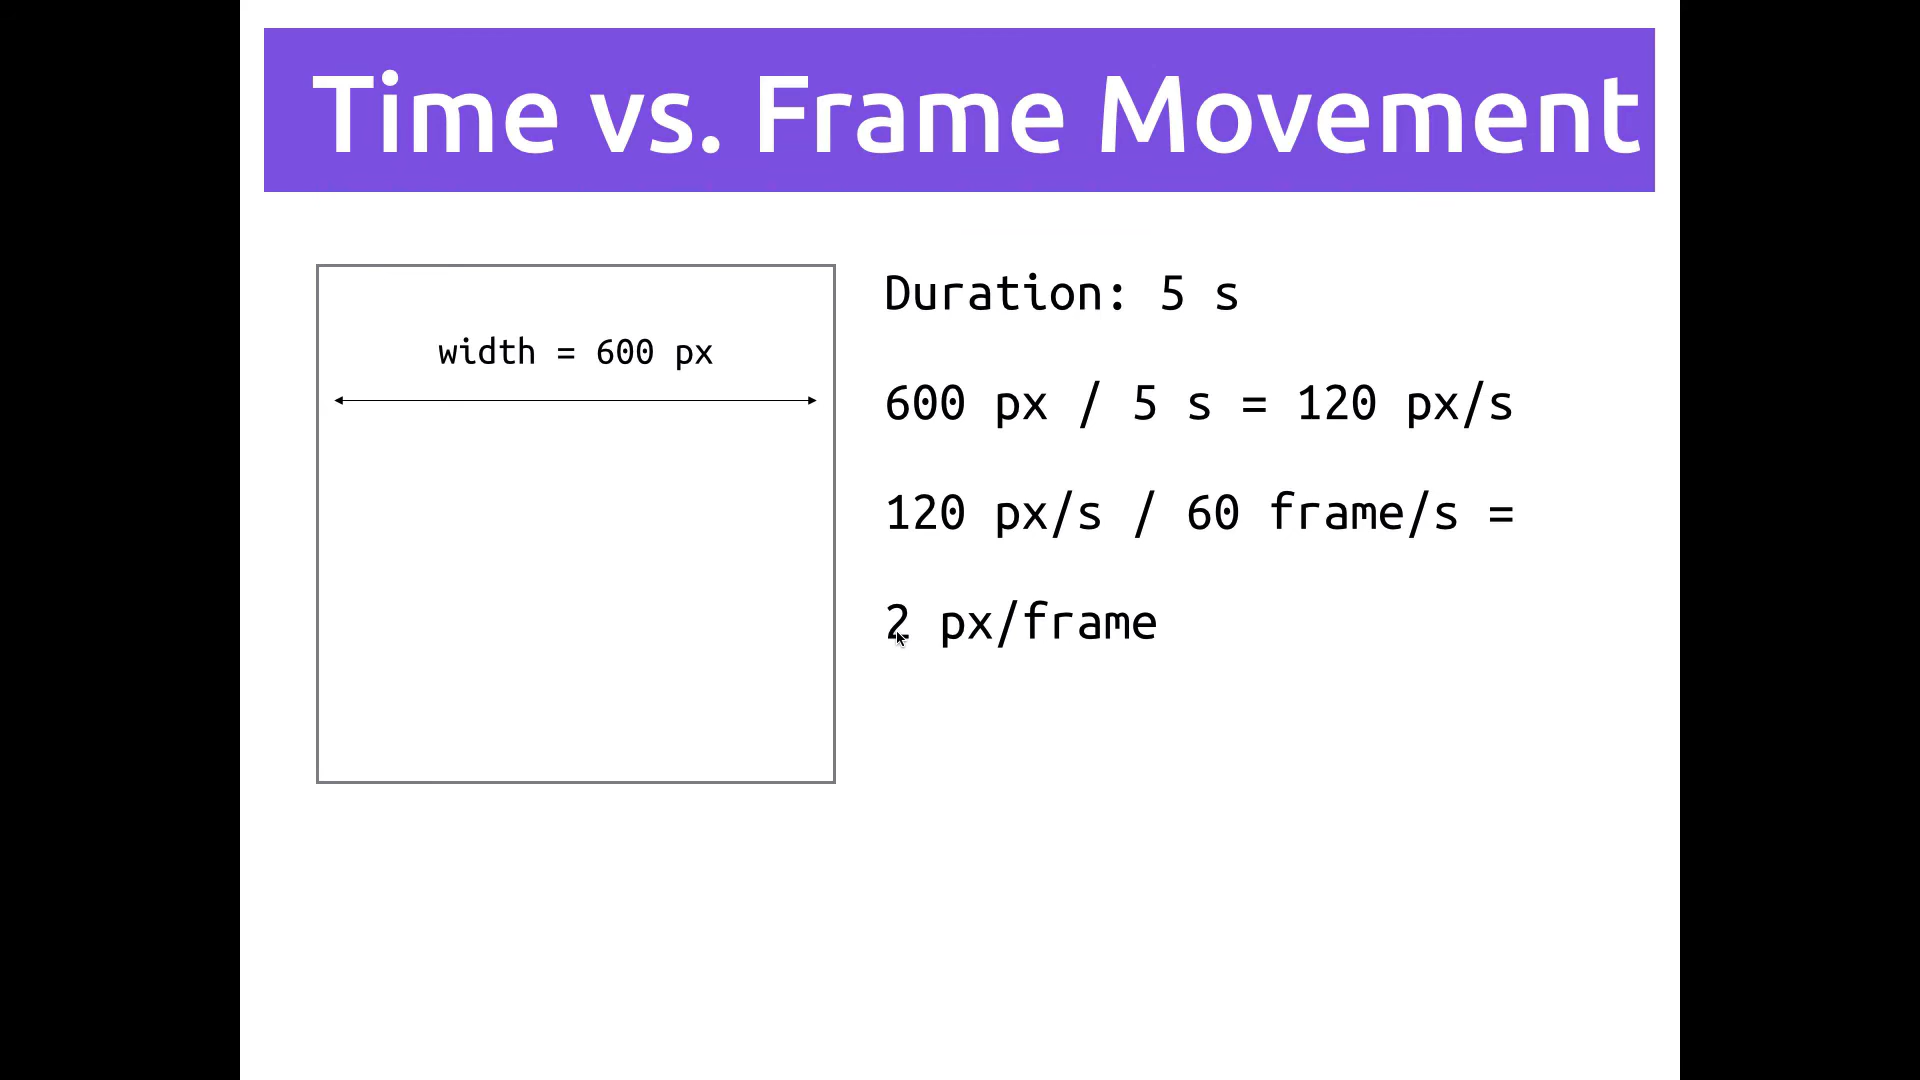 Time vs. Frame Movement
width = 600 px
Duration: 5 s
600 px / 5 s = 120 px/s
120 px/s / 60 frame/s =
2 px/frame